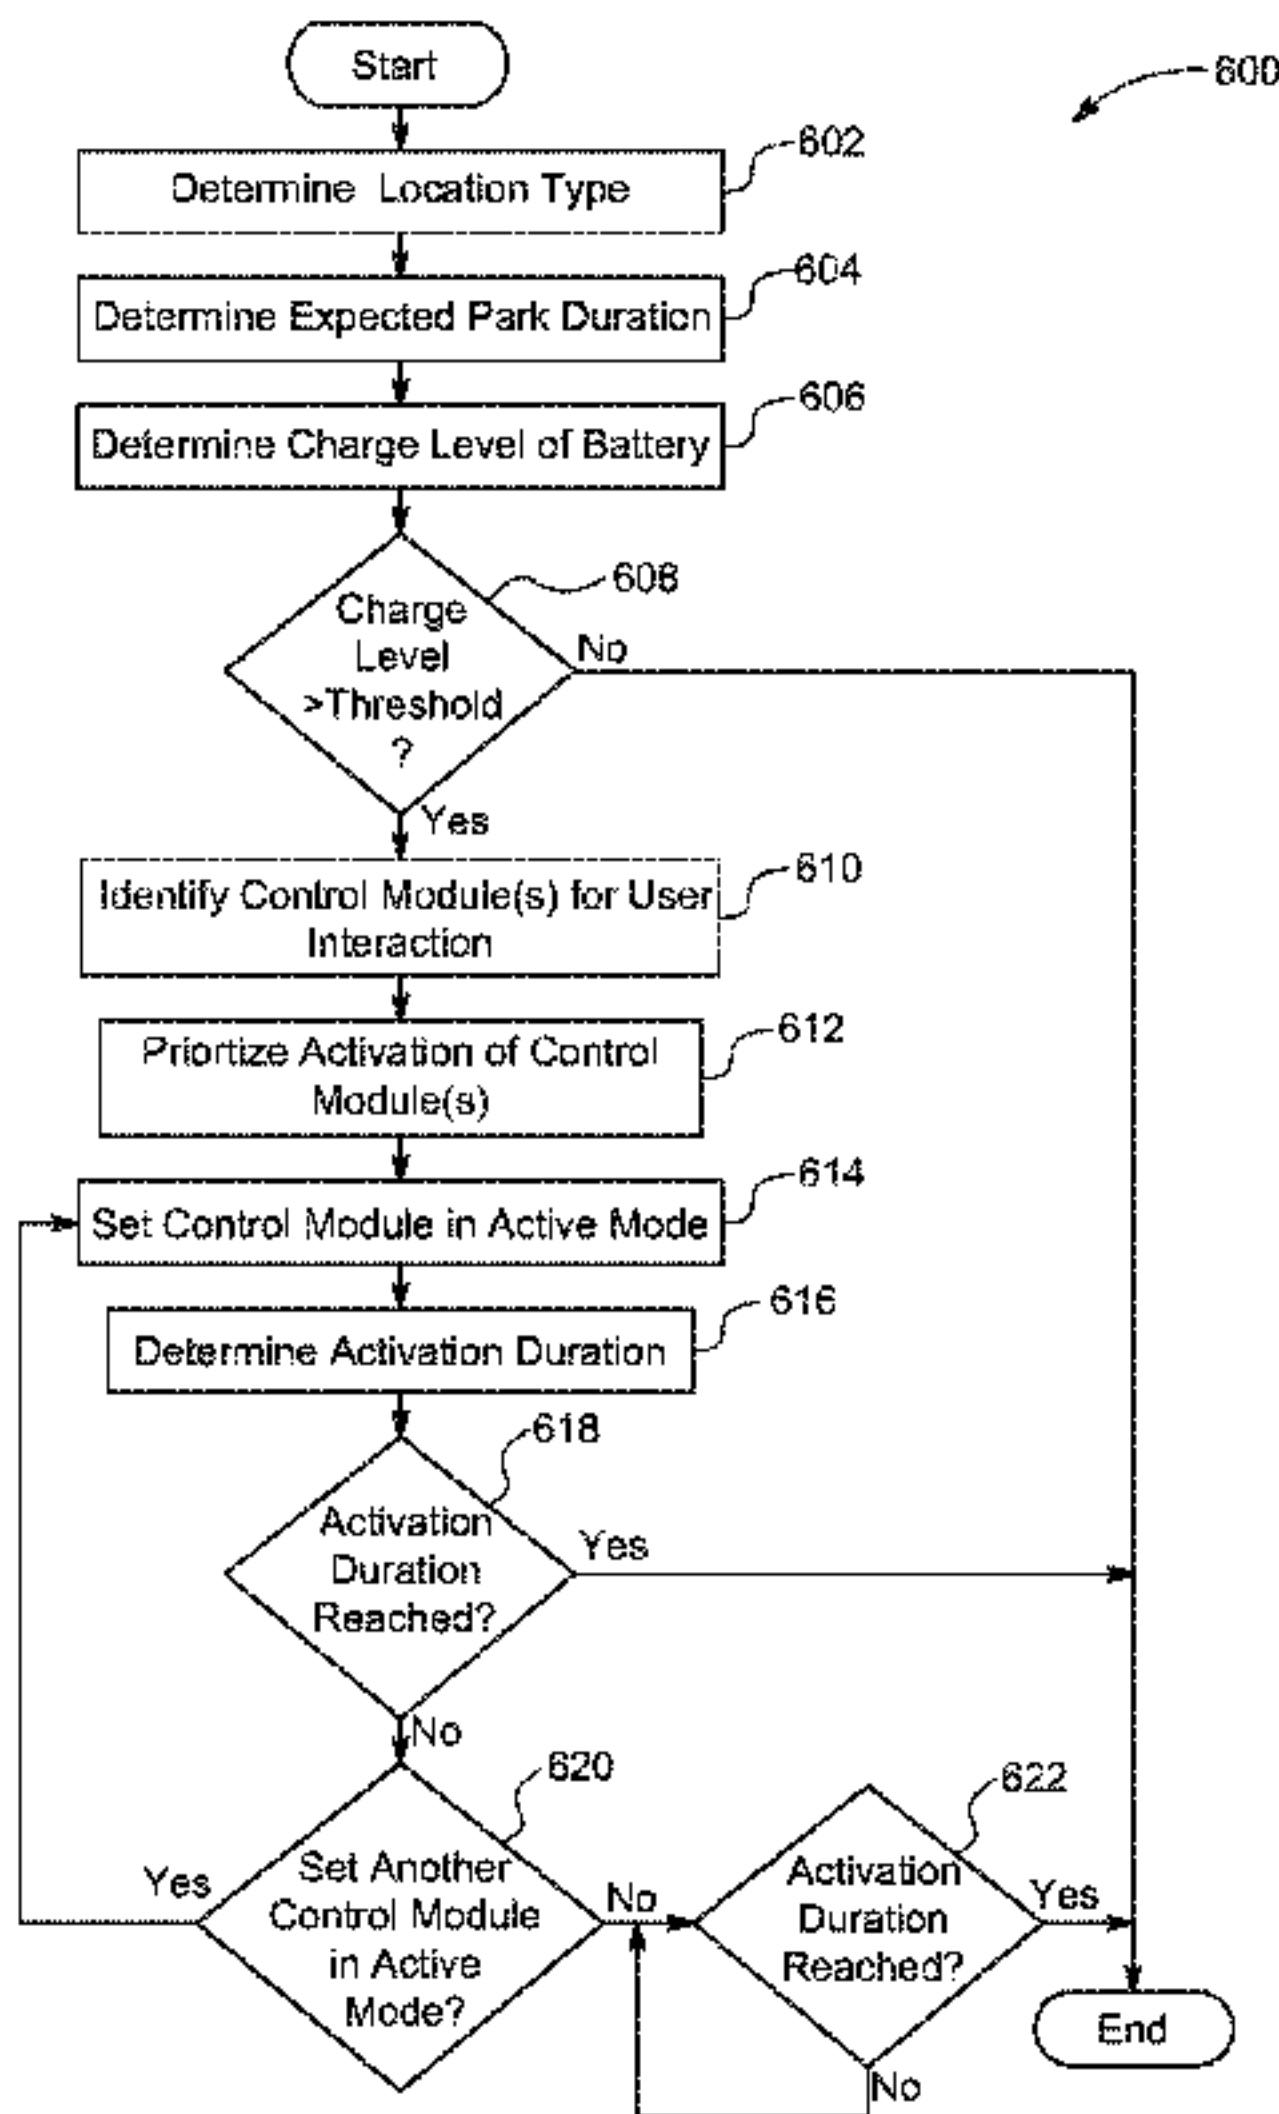 Start
600
602
Determine Location Type
604
Determine Expected Park Duration
606
Determine Charge Level of Battery
608
Charge
Level
>Threshold
?
No
Yes
610
Identify Control Module(s) for User
Interaction
612
Priortize Activation of Control
Module(s)
614
Set Control Module in Active Mode
616
Determine Activation Duration
618
Activation
Duration
Reached?
Yes
No
620
Set Another
Control Module
in Active
Mode?
Yes
No
622
Activation
Duration
Reached?
Yes
No
End